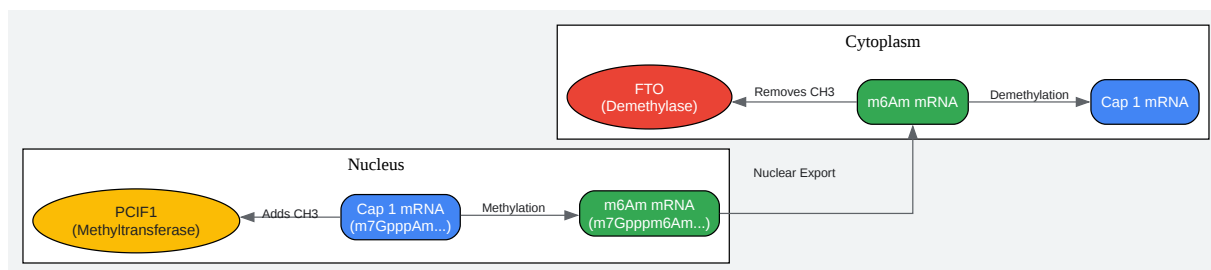 Cytoplasm
FTO
(Demethylase)
Removes CH3
m6Am mRNA
Demethylation
Cap 1 mRNA
Nucleus
Nuclear Export
PCIF1
(Methyltransferase)
Adds CH3
Cap 1 mRNA
(m7GpppAm...)
Methylation
m6Am mRNA
(m7Gpppm6Am...)